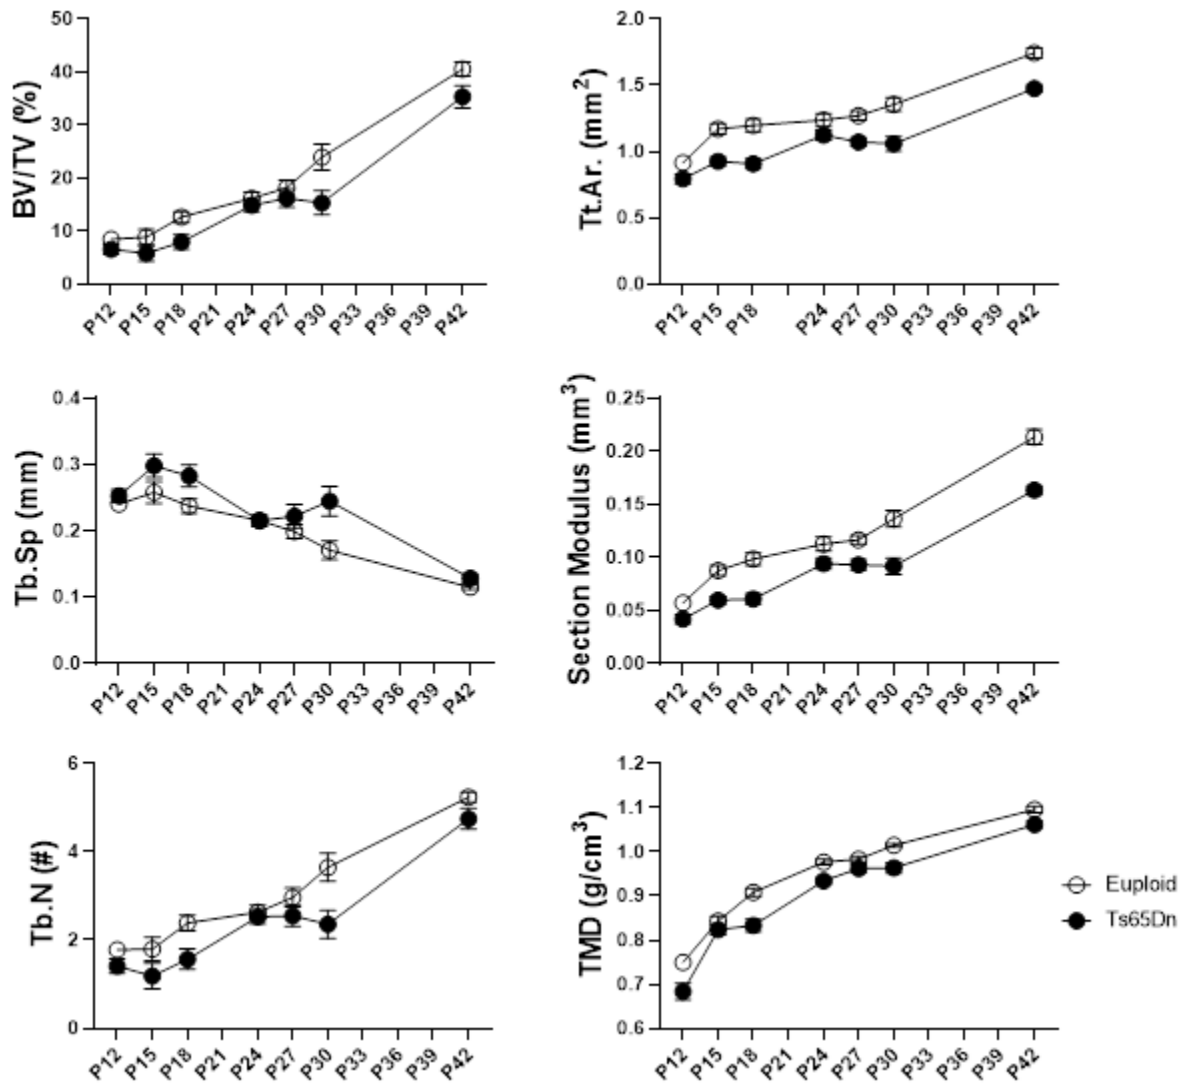 BV/TV (%)
50
40
30
20
10
0
P12 P15 P18 P21 P24 P27 P30 P33 P36 P39 P42
Tt.Ar. (mm²)
2.0
1.5
1.0
0.5
0.0
P12 P15 P18 P24 P27 P30 P33 P36 P39 P42
Tb.Sp (mm)
0.4
0.3
0.2
0.1
0.0
P12 P15 P18 P21 P24 P27 P30 P33 P36 P39 P42
Section Modulus (mm³)
0.25
0.20
0.15
0.10
0.05
0.00
P12 P15 P18 P21 P24 P27 P30 P33 P36 P39 P42
Tb.N (#)
6
4
2
0
P12 P15 P18 P21 P24 P27 P30 P33 P36 P39 P42
TMD (g/cm³)
1.2
1.1
1.0
0.9
0.8
0.7
0.6
P12 P15 P18 P21 P24 P27 P30 P33 P36 P39 P42
Euploid
Ts65Dn